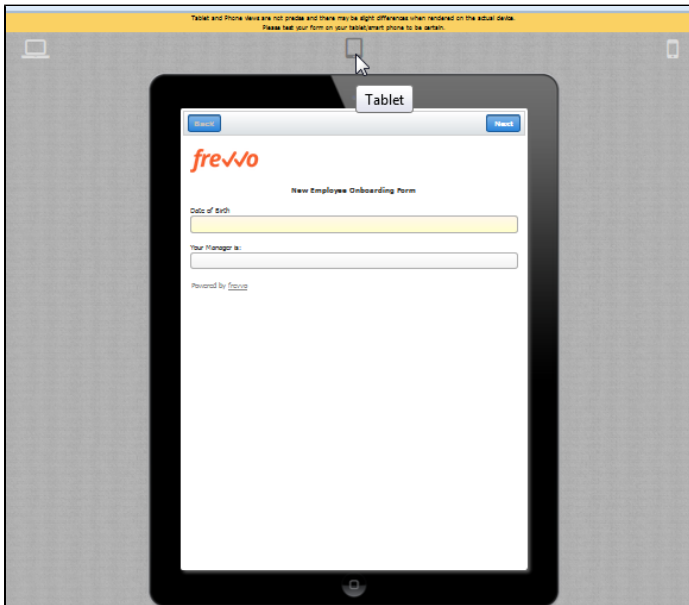 Tablet and Phone views are not precise and there may be slight differences when rendered on the actual device.
Please test your form on your tablet/smart phone to be certain.
Tablet
Back
Next
frevvo
New Employee Onboarding Form
Date of Birth
Your Manager is:
Powered by frevvo